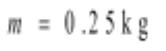 m = 0.25kg